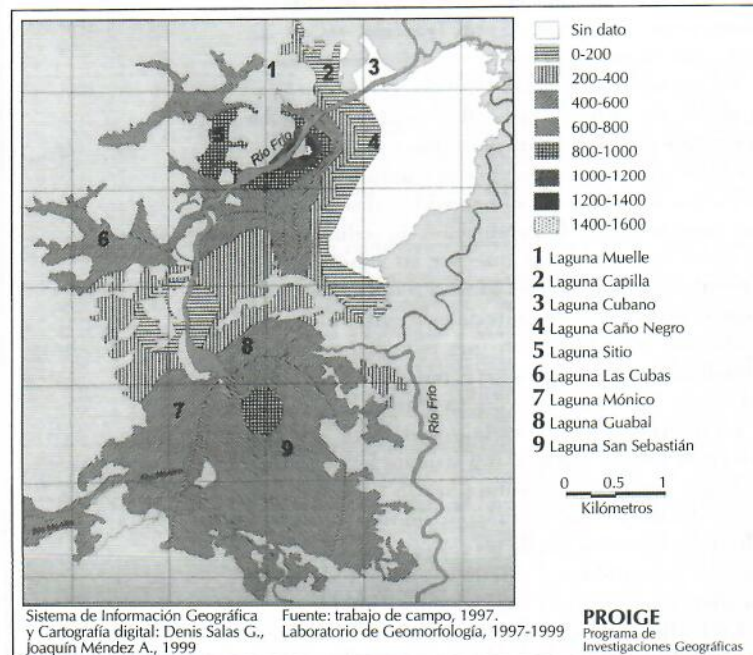 1
2
3
4
5
Río Frío
6
8
7
9
Río Frío
Sin dato
0-200
200-400
400-600
600-800
800-1000
1000-1200
1200-1400
1400-1600
1 Laguna Muelle
2 Laguna Capilla
3 Laguna Cubano
4 Laguna Caño Negro
5 Laguna Sitio
6 Laguna Las Cubas
7 Laguna Mónico
8 Laguna Guabal
9 Laguna San Sebastián
0 0.5 1
Kilómetros
Sistema de Información Geográfica
y Cartografía digital: Denis Salas G.,
Joaquín Méndez A., 1999
Fuente: trabajo de campo, 1997.
Laboratorio de Geomorfología, 1997-1999
PROIGE
Programa de
Investigaciones Geográficas